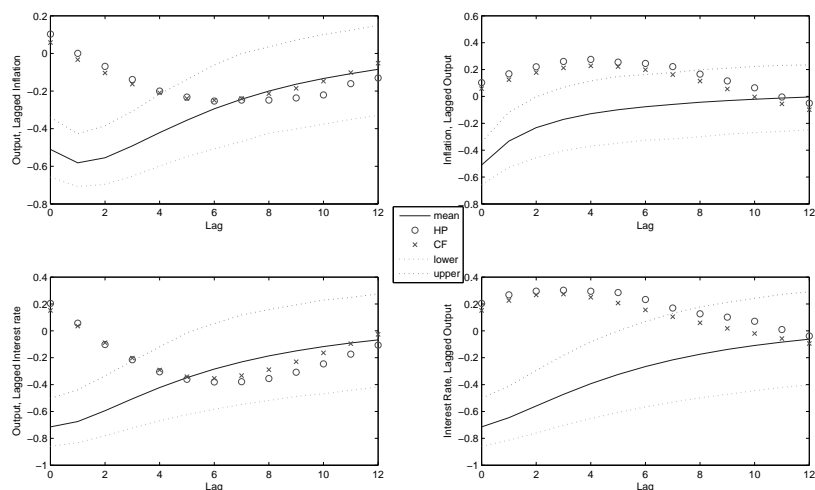 0.2
0
−0.2
−0.4
−0.6
−0.8
0 2 4 6 8 10 12
Lag
Output, Lagged Inflation
0.6
0.4
0.2
0
−0.2
−0.4
−0.6
−0.8
0 2 4 6 8 10 12
Lag
Inflation, Lagged Output
mean
HP
CF
lower
upper
0.4
0.2
0
−0.2
−0.4
−0.6
−0.8
−1
0 2 4 6 8 10 12
Lag
Output, Lagged Interest rate
0.4
0.2
0
−0.2
−0.4
−0.6
−0.8
−1
0 2 4 6 8 10 12
Lag
Interest Rate, Lagged Output